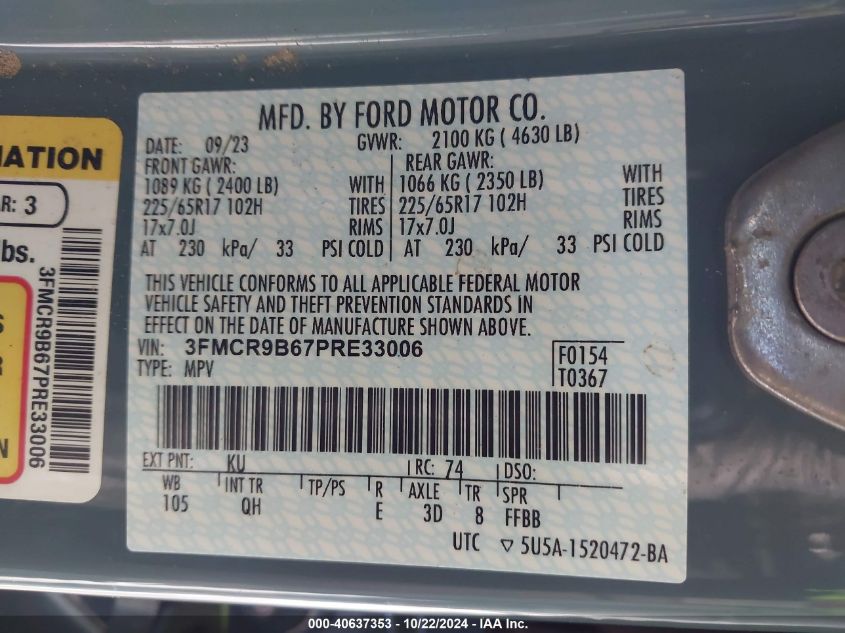 MFD. BY FORD MOTOR CO.
DATE: 09/23 GVWR: 2100 KG ( 4630 LB)
FRONT GAWR: REAR GAWR:
1089 KG ( 2400 LB) WITH 1066 KG ( 2350 LB) WITH
225/65R17 102H TIRES 225/65R17 102H TIRES
17x7.0J RIMS 17x7.0J RIMS
AT 230 kPa/ 33 PSI COLD AT 230 kPa/ 33 PSI COLD
THIS VEHICLE CONFORMS TO ALL APPLICABLE FEDERAL MOTOR
VEHICLE SAFETY AND THEFT PREVENTION STANDARDS IN
EFFECT ON THE DATE OF MANUFACTURE SHOWN ABOVE.
VIN: 3FMCR9B67PRE33006 F0154
TYPE: MPV T0367
EXT PNT: KU RC: 74 DSO:
WB INT TR TP/PS R AXLE TR SPR
105 QH E 3D 8 FFBB
UTC ▽ 5U5A-1520472-BA
lbs.
3FMCR9B67PRE33006
000-40637353 - 10/22/2024 - IAA Inc.